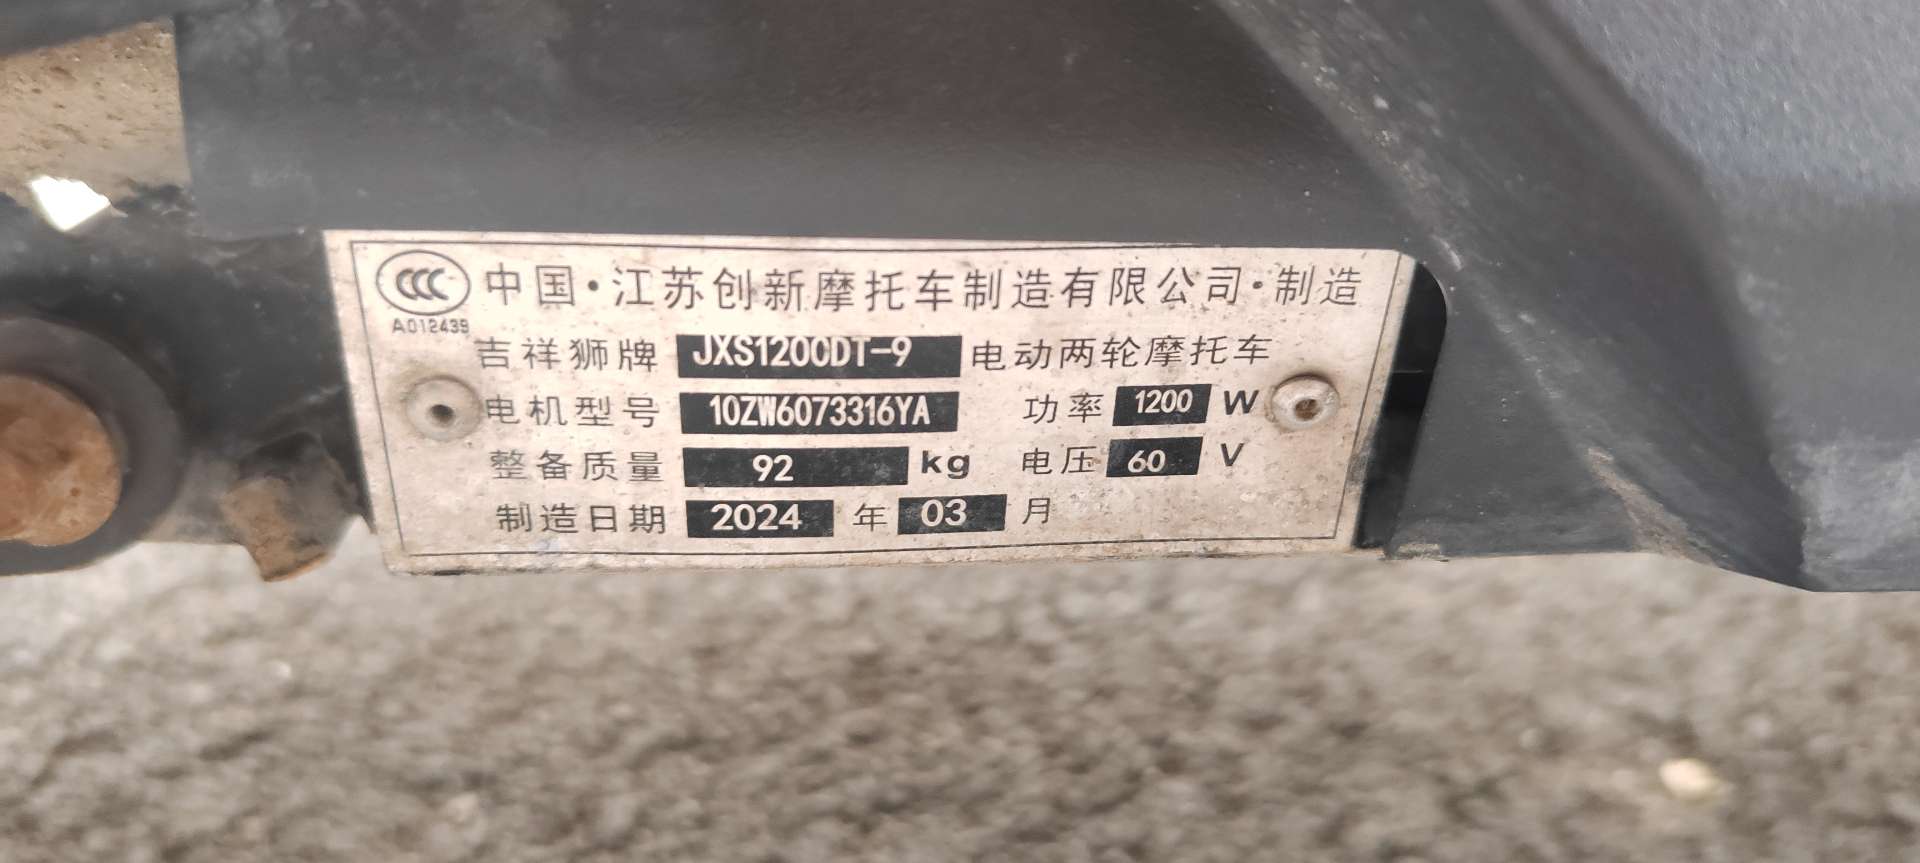 CCC 中国·江苏创新摩托车制造有限公司·制造
A012439
吉祥狮牌 JXS1200DT-9 电动两轮摩托车
电机型号 10ZW6073316YA 功率 1200 W
整备质量 92 kg 电压 60 V
制造日期 2024 年 03 月